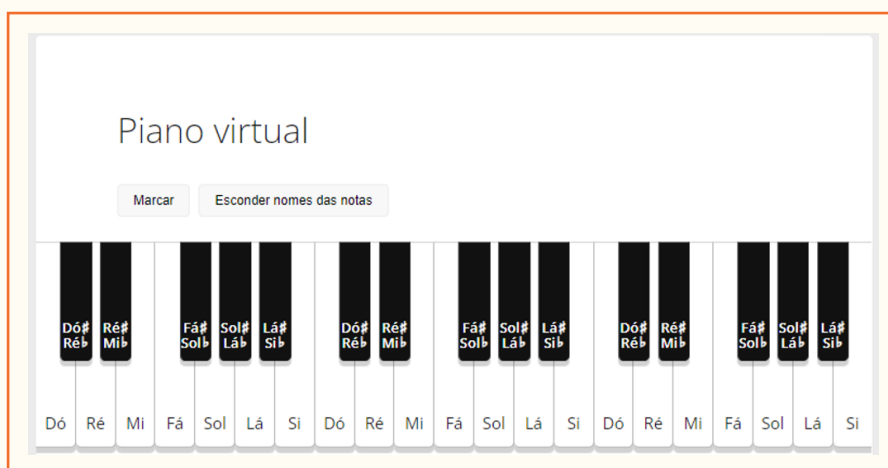 Piano virtual
Marcar Esconder nomes das notas
Dó♯ Ré♯ Fá♯ Sol♯ Lá♯ Dó♯ Ré♯ Fá♯ Sol♯ Lá♯ Dó♯ Ré♯ Fá♯ Sol♯ Lá♯
Ré♭ Mi♭ Sol♭ Lá♭ Si♭ Ré♭ Mi♭ Sol♭ Lá♭ Si♭ Ré♭ Mi♭ Sol♭ Lá♭ Si♭
Dó Ré Mi Fá Sol Lá Si Dó Ré Mi Fá Sol Lá Si Dó Ré Mi Fá Sol Lá Si